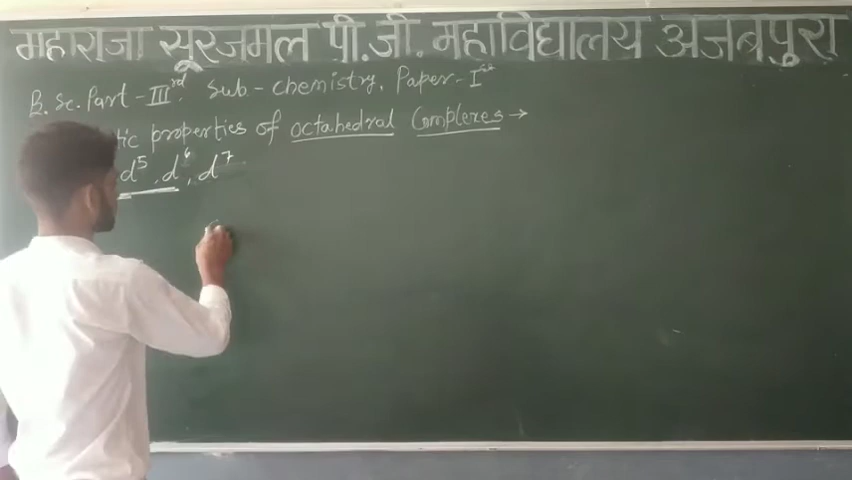 महाराजा सूरजमल पी.जी. महाविद्यालय अजबपुरा
B. Sc. Part - III rd Sub - chemistry, Paper - I st
tic properties of octahedral Complexes →
d⁵, d⁶, d⁷